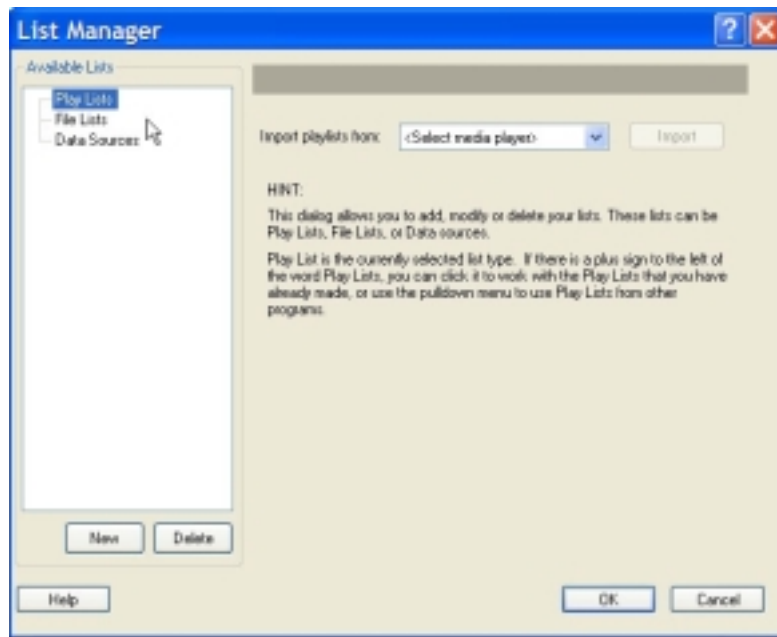 List Manager
Available Lists
Play Lists
File Lists
Data Sources
Import playlists from:
<Select media player>
Import
HINT:
This dialog allows you to add, modify or delete your lists. These lists can be
Play Lists, File Lists, or Data sources.
Play List is the currently selected list type. If there is a plus sign to the left of
the word Play Lists, you can click it to work with the Play Lists that you have
already made, or use the pulldown menu to use Play Lists from other
programs.
New
Delete
Help
OK
Cancel